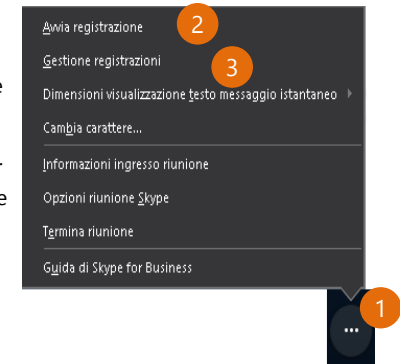 Avvia registrazione 2
Gestione registrazioni 3
Dimensioni visualizzazione testo messaggio istantaneo
Cambia carattere...
Informazioni ingresso riunione
Opzioni riunione Skype
Termina riunione
Guida di Skype for Business
1
...
e
.
e